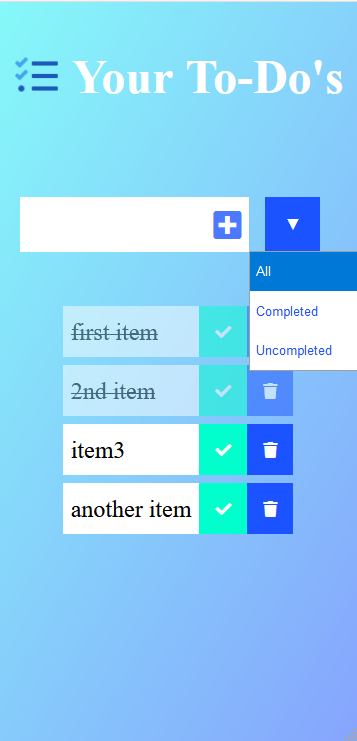 Your To-Do's
▼
All
Completed
Uncompleted
first item
2nd item
item3
another item